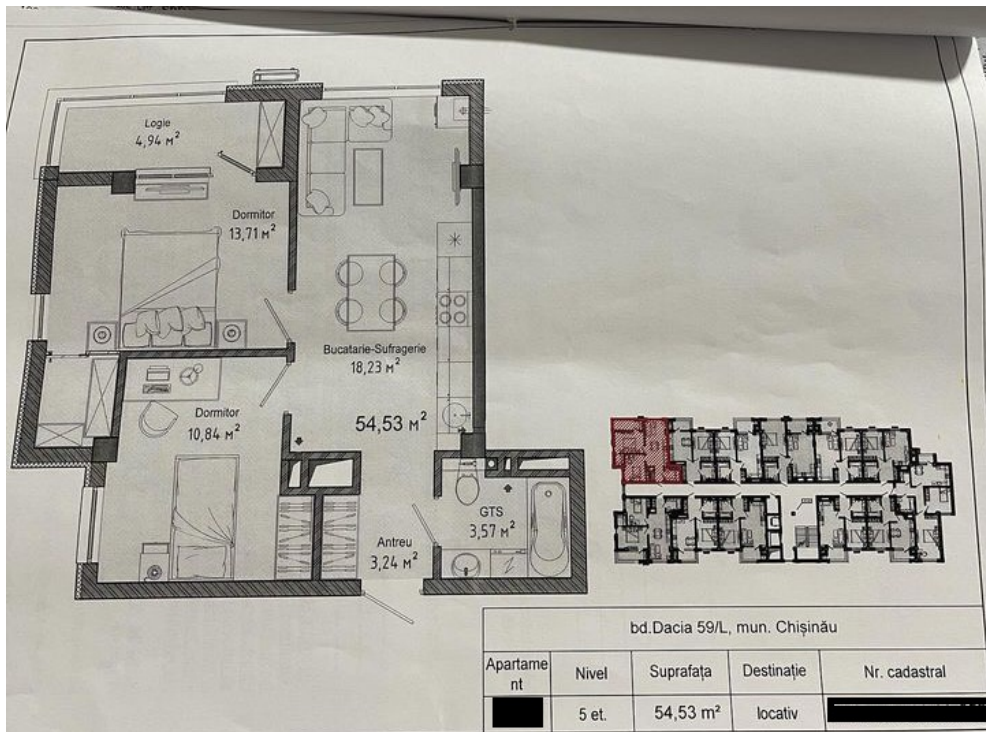 Logie
4,94 м²
Dormitor
13,71 м²
Bucatarie-Sufragerie
18,23 м²
54,53 м²
Dormitor
10,84 м²
GTS
3,57 м²
Antreu
3,24 м²
bd.Dacia 59/L, mun. Chișinău
Apartame
nt
Nivel
Suprafața
Destinație
Nr. cadastral
5 et.
54,53 m²
locativ